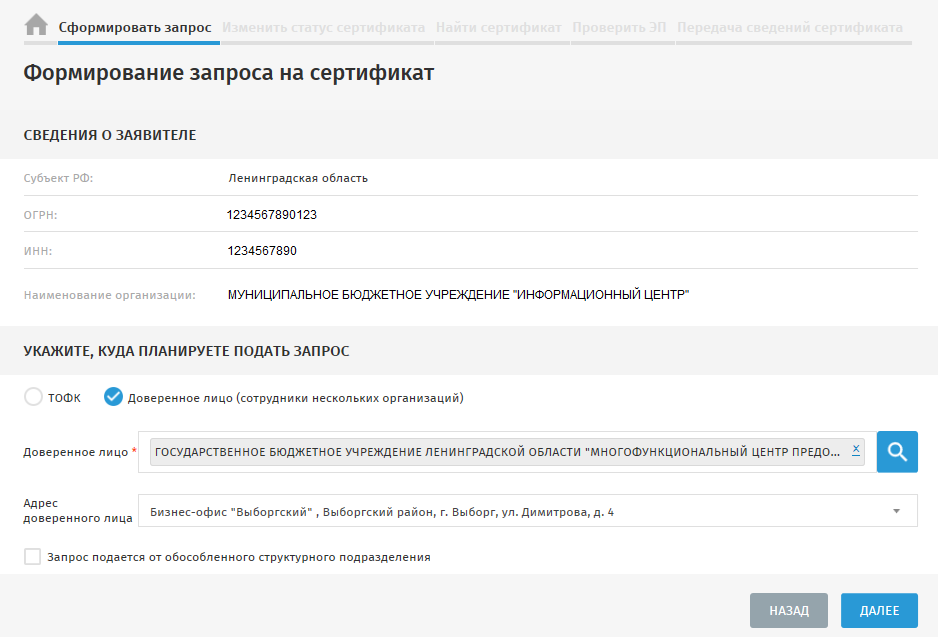 Сформировать запрос Изменить статус сертификата Найти сертификат Проверить ЭП Передача сведений сертификата
Формирование запроса на сертификат
СВЕДЕНИЯ О ЗАЯВИТЕЛЕ
Субъект РФ: Ленинградская область
ОГРН: 1234567890123
ИНН: 1234567890
Наименование организации: МУНИЦИПАЛЬНОЕ БЮДЖЕТНОЕ УЧРЕЖДЕНИЕ "ИНФОРМАЦИОННЫЙ ЦЕНТР"
УКАЖИТЕ, КУДА ПЛАНИРУЕТЕ ПОДАТЬ ЗАПРОС
ТОФК Доверенное лицо (сотрудники нескольких организаций)
Доверенное лицо * ГОСУДАРСТВЕННОЕ БЮДЖЕТНОЕ УЧРЕЖДЕНИЕ ЛЕНИНГРАДСКОЙ ОБЛАСТИ "МНОГОФУНКЦИОНАЛЬНЫЙ ЦЕНТР ПРЕДО... x
Адрес
доверенного лица Бизнес-офис "Выборгский" , Выборгский район, г. Выборг, ул. Димитрова, д. 4
Запрос подается от обособленного структурного подразделения
НАЗАД ДАЛЕЕ